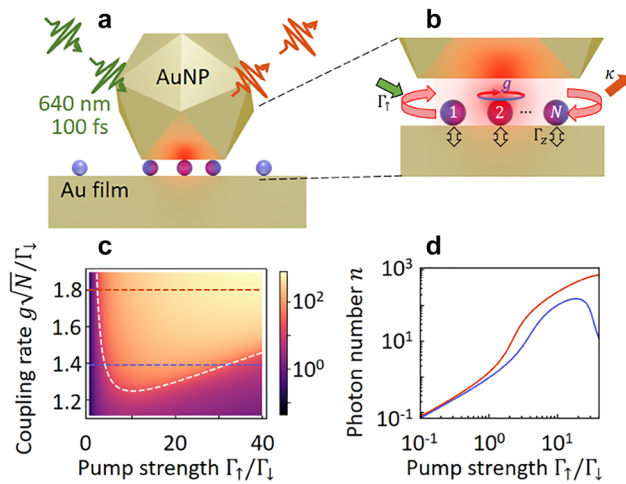 a
AuNP
640 nm
100 fs
Au film
b
g
κ
Γ↑
1
2
...
N
Γz
c
Coupling rate g√N/Γ↓
1.8
1.6
1.4
1.2
0
20
40
Pump strength Γ↑/Γ↓
10²
10⁰
d
Photon number n
10³
10¹
10⁻¹
10⁻¹
10⁰
10¹
Pump strength Γ↑/Γ↓